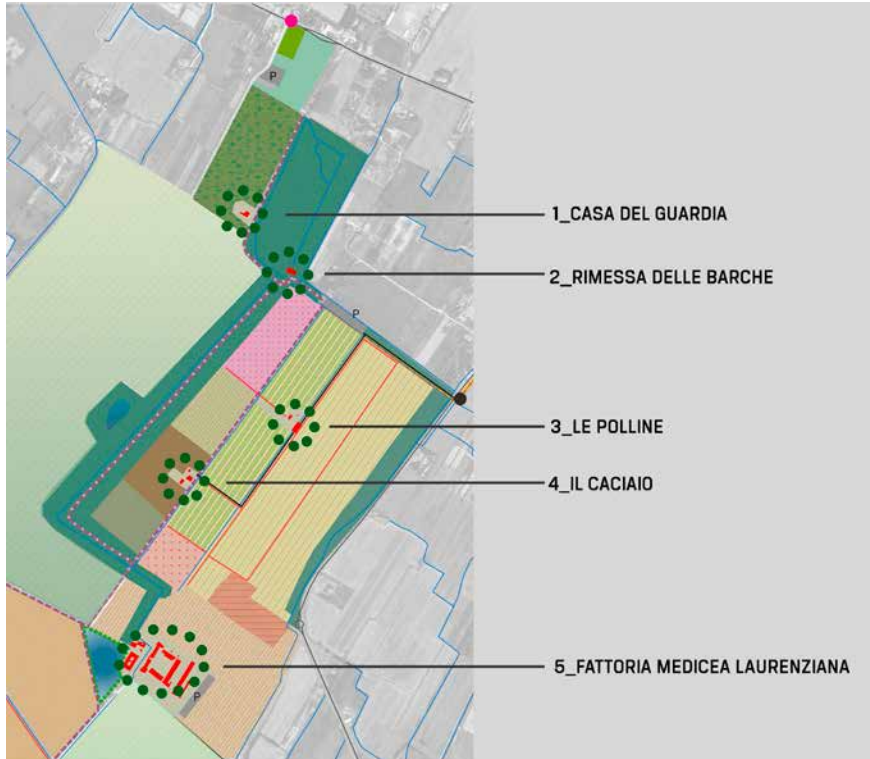 P
1_CASA DEL GUARDIA
2_RIMESSA DELLE BARCHE
P
3_LE POLLINE
4_IL CACIAIO
5_FATTORIA MEDICEA LAURENZIANA
P